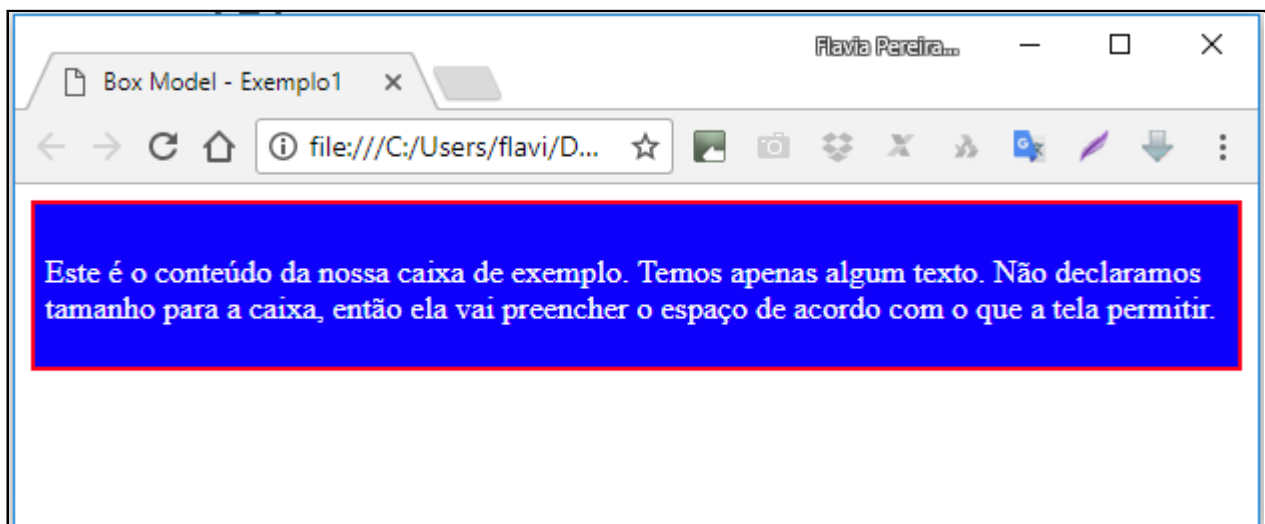 Flavia Pereira...
Box Model - Exemplo1
file:///C:/Users/flavi/D...
Este é o conteúdo da nossa caixa de exemplo. Temos apenas algum texto. Não declaramos
tamanho para a caixa, então ela vai preencher o espaço de acordo com o que a tela permitir.